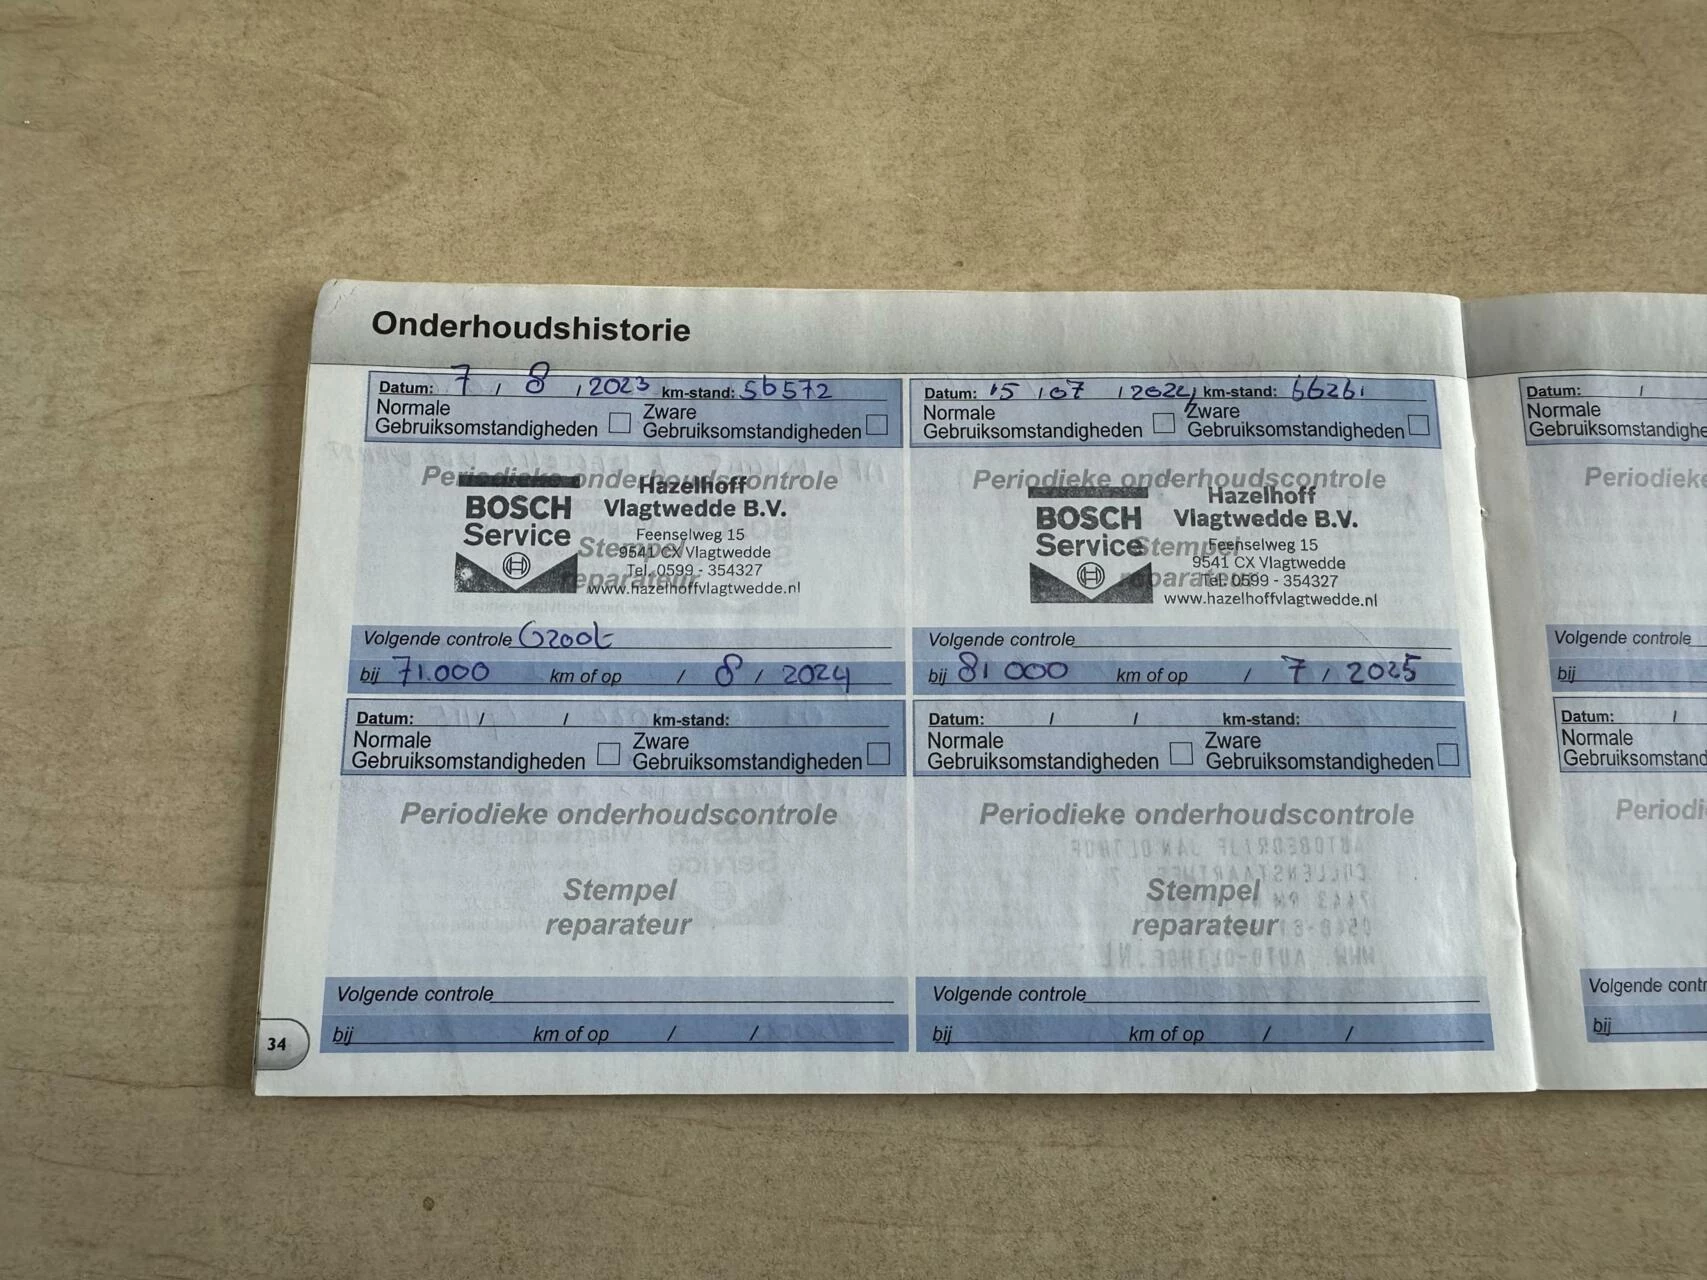 Onderhoudshistorie
Datum: 7 / 8 / 2023 km-stand: 56572
Normale Gebruiksomstandigheden
Zware Gebruiksomstandigheden
Periodieke onderhoudscontrole
Stempel
reparateur
BOSCH
Service
Hazelhoff
Vlagtwedde B.V.
Feenselweg 15
9541 CX Vlagtwedde
Tel. 0599 - 354327
www.hazelhoffvlagtwedde.nl
Volgende controle Groot
bij 71.000 km of op / 8 / 2024
Datum: 15 / 07 / 2024 km-stand: 66261
Normale Gebruiksomstandigheden
Zware Gebruiksomstandigheden
Periodieke onderhoudscontrole
Stempel
reparateur
BOSCH
Service
Hazelhoff
Vlagtwedde B.V.
Feenselweg 15
9541 CX Vlagtwedde
Tel. 0599 - 354327
www.hazelhoffvlagtwedde.nl
Volgende controle
bij 81 000 km of op / 7 / 2025
Datum: / / km-stand:
Normale Gebruiksomstandigheden
Zware Gebruiksomstandigheden
Periodieke onderhoudscontrole
Stempel
reparateur
Volgende controle
bij km of op / /
Datum: / / km-stand:
Normale Gebruiksomstandigheden
Zware Gebruiksomstandigheden
Periodieke onderhoudscontrole
Stempel
reparateur
Volgende controle
bij km of op / /
34
Datum: /
Normale
Periodieke
Volgende controle
bij
Datum: /
Normale
Volgende
bij